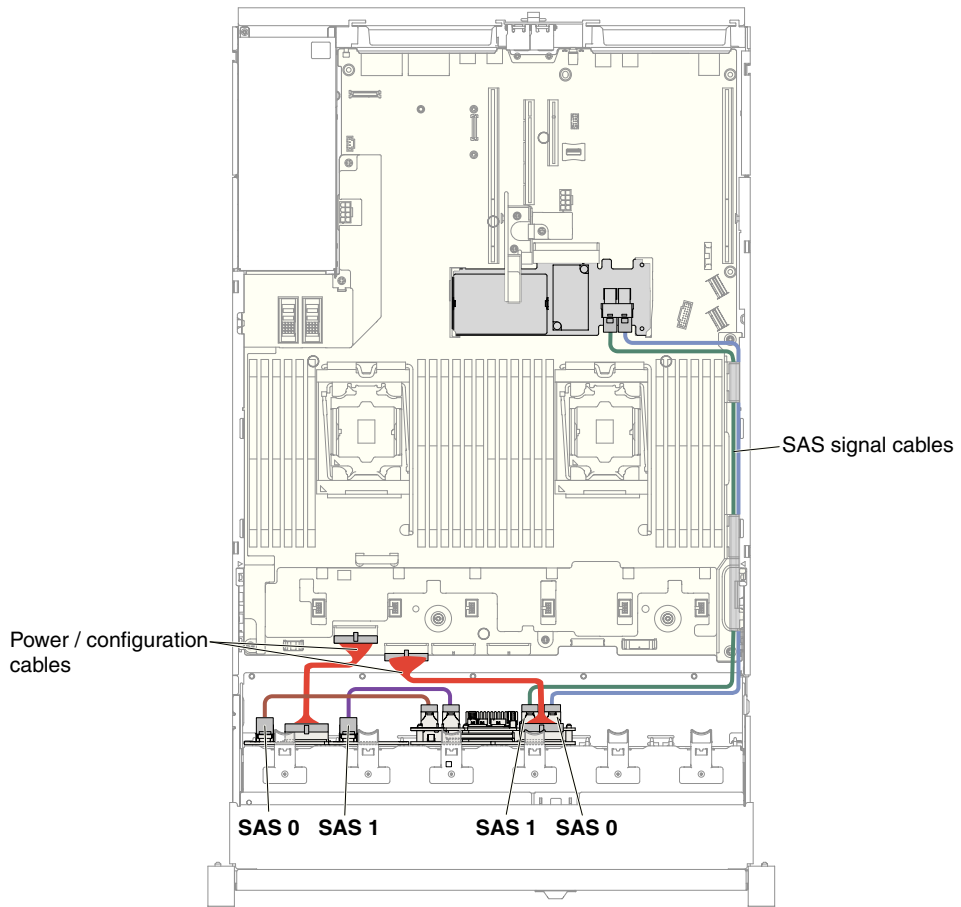 SAS signal cables
Power / configuration
cables
SAS 0
SAS 1
SAS 1
SAS 0